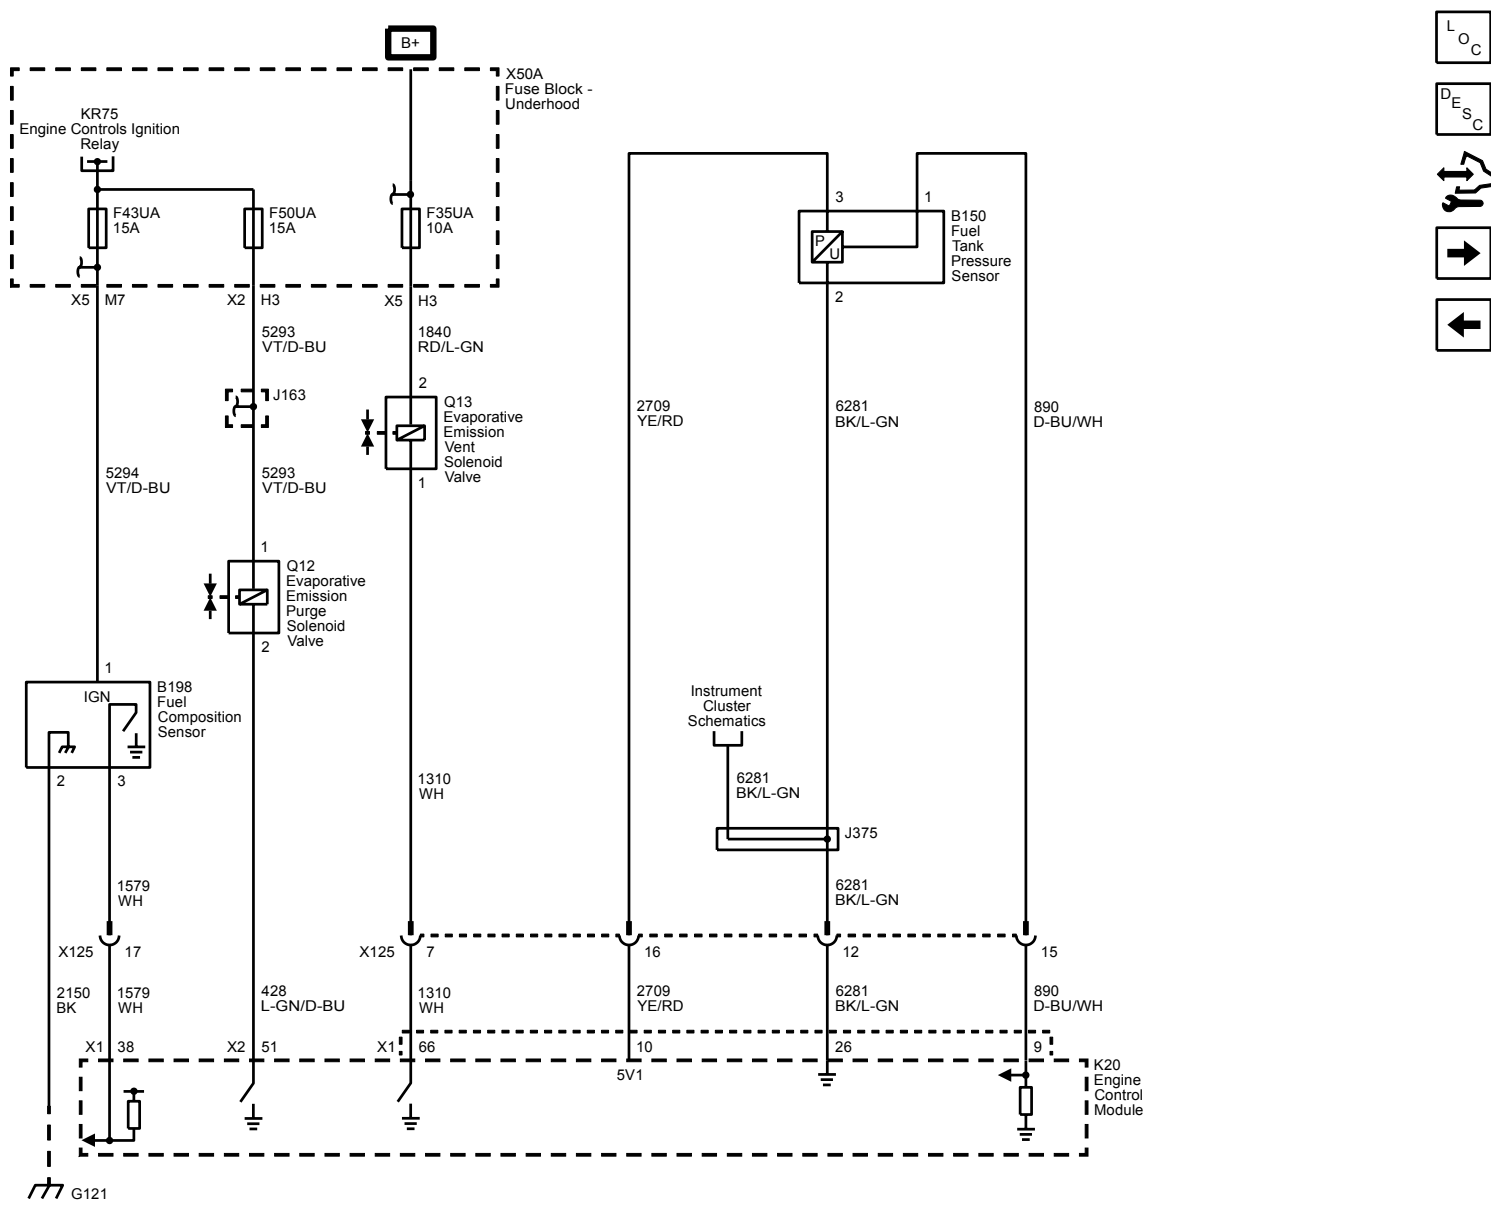 B+
X50A
Fuse Block -
Underhood
KR75
Engine Controls Ignition
Relay
F43UA
15A
F50UA
15A
F35UA
10A
X5 M7
X2 H3
X5 H3
3
1
B150
Fuel
Tank
Pressure
Sensor
P
U
2
5293
VT/D-BU
1840
RD/L-GN
J163
2
Q13
Evaporative
Emission
Vent
Solenoid
Valve
1
2709
YE/RD
6281
BK/L-GN
890
D-BU/WH
5294
VT/D-BU
5293
VT/D-BU
1
Q12
Evaporative
Emission
Purge
Solenoid
Valve
2
1
IGN
B198
Fuel
Composition
Sensor
2
3
Instrument
Cluster
Schematics
6281
BK/L-GN
1310
WH
J375
1579
WH
6281
BK/L-GN
X125 17
X125 7
16
12
15
2150
BK
1579
WH
428
L-GN/D-BU
1310
WH
2709
YE/RD
6281
BK/L-GN
890
D-BU/WH
X1 38
X2 51
X1 66
10
26
9
5V1
K20
Engine
Control
Module
G121
LOC
DESC